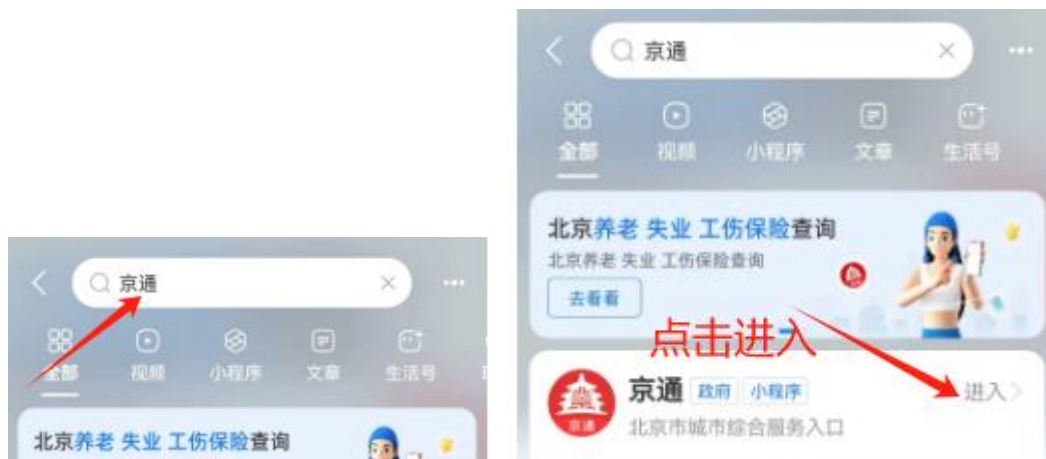 京通
全部 视频 小程序 文章 生活号
北京养老 失业 工伤保险查询
京通
全部 视频 小程序 文章 生活号
北京养老 失业 工伤保险查询
北京养老 失业 工伤保险查询
去看看
点击进入
京通 政府 小程序 进入
北京市城市综合服务入口
京通